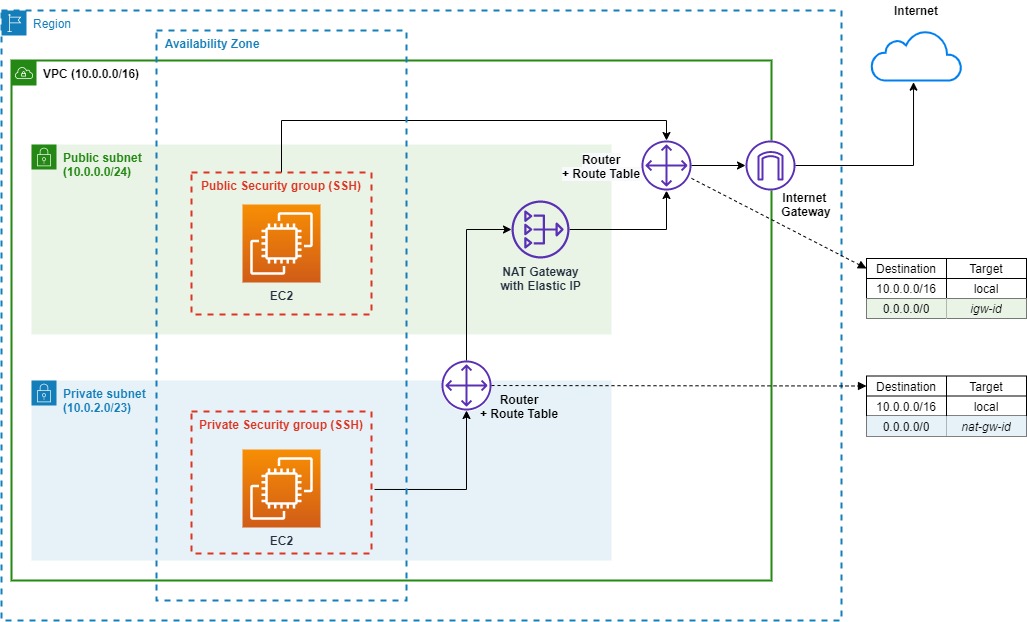 Internet
Region
Availability Zone
VPC (10.0.0.0/16)
Public subnet
(10.0.0.0/24)
Public Security group (SSH)
EC2
Router
+ Route Table
Internet
Gateway
NAT Gateway
with Elastic IP
Destination Target
10.0.0.0/16 local
0.0.0.0/0 igw-id
Private subnet
(10.0.2.0/23)
Private Security group (SSH)
EC2
Router
+ Route Table
Destination Target
10.0.0.0/16 local
0.0.0.0/0 nat-gw-id